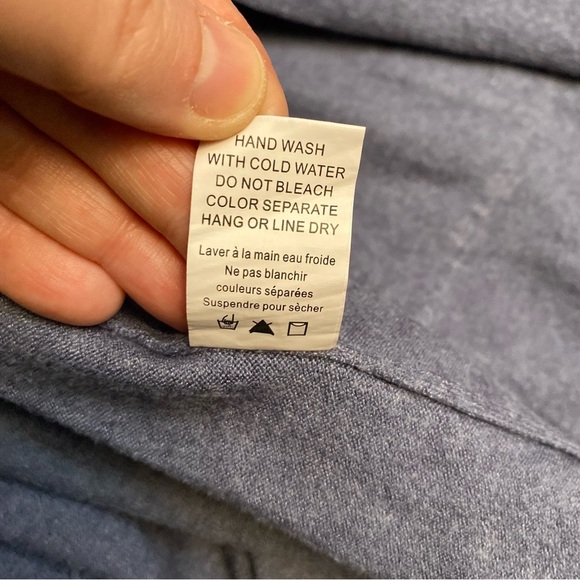 HAND WASH
WITH COLD WATER
DO NOT BLEACH
COLOR SEPARATE
HANG OR LINE DRY
Laver à la main eau froide
Ne pas blanchir
couleurs séparées
Suspendre pour sècher